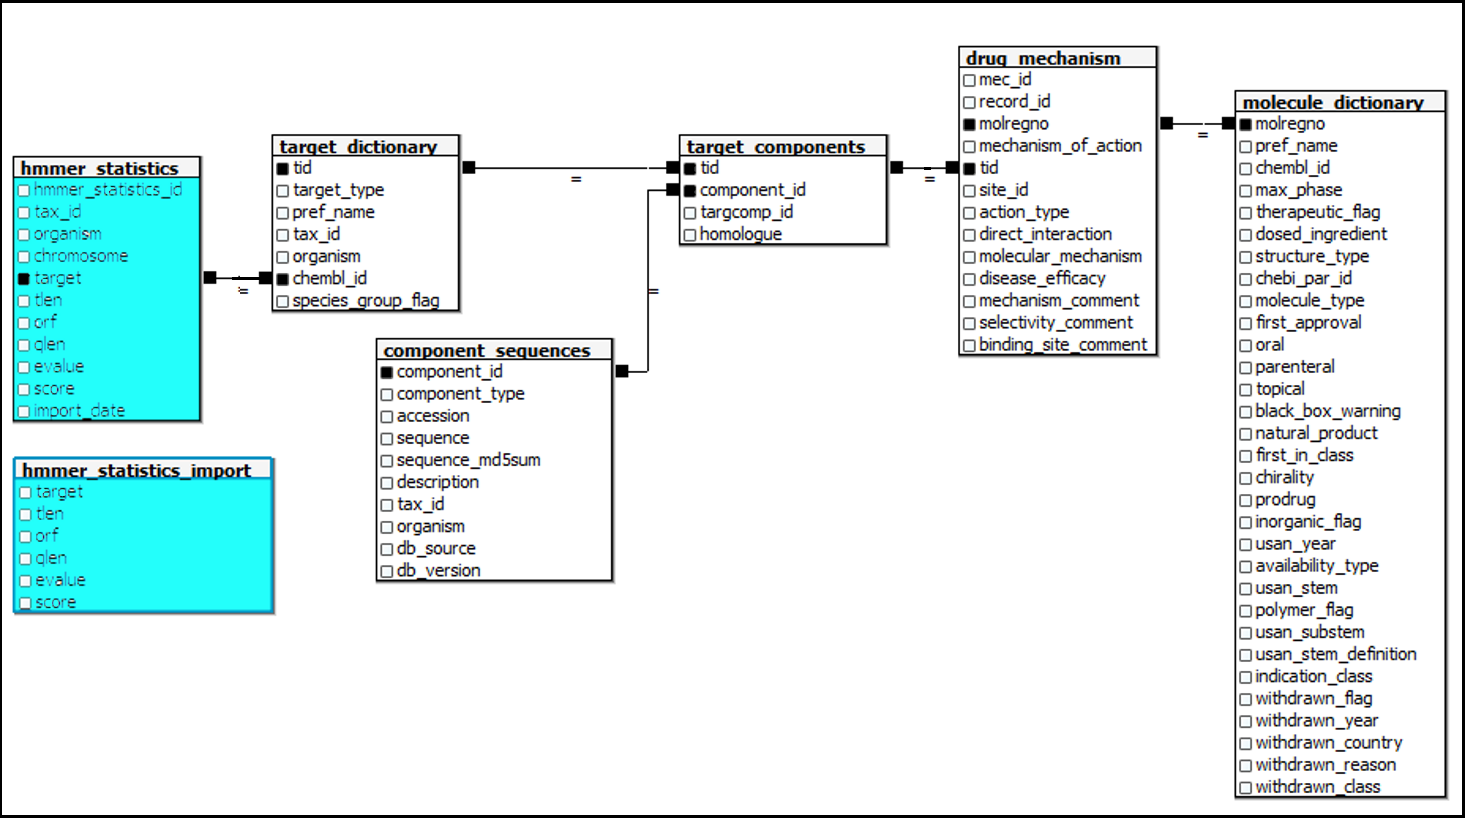 hmmer_statistics
hmmer_statistics_id
tax_id
organism
chromosome
target
tlen
orf
qlen
evalue
score
import_date
hmmer_statistics_import
target
tlen
orf
qlen
evalue
score
target_dictionary
tid
target_type
pref_name
tax_id
organism
chembl_id
species_group_flag
component_sequences
component_id
component_type
accession
sequence
sequence_md5sum
description
tax_id
organism
db_source
db_version
target_components
tid
component_id
targcomp_id
homologue
drug_mechanism
mec_id
record_id
molregno
mechanism_of_action
tid
site_id
action_type
direct_interaction
molecular_mechanism
disease_efficacy
mechanism_comment
selectivity_comment
binding_site_comment
molecule_dictionary
molregno
pref_name
chembl_id
max_phase
therapeutic_flag
dosed_ingredient
structure_type
chebi_par_id
molecule_type
first_approval
oral
parenteral
topical
black_box_warning
natural_product
first_in_class
chirality
prodrug
inorganic_flag
usan_year
availability_type
usan_stem
polymer_flag
usan_substem
usan_stem_definition
indication_class
withdrawn_flag
withdrawn_year
withdrawn_country
withdrawn_reason
withdrawn_class
=
=
=
=
=